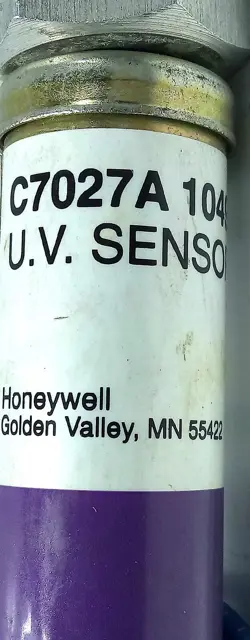 C7027A 104
U.V. SENSO
Honeywell
Golden Valley, MN 55422